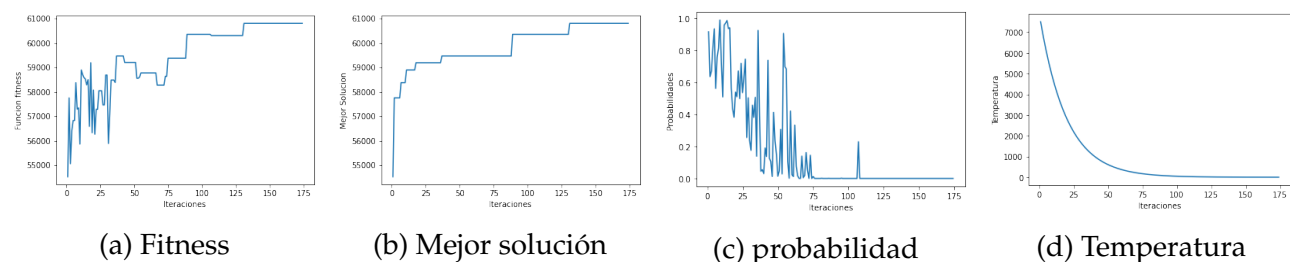 61000
60000
59000
58000
57000
56000
55000
Funcion fitness
0 25 50 75 100 125 150 175
Iteraciones
(a) Fitness
61000
60000
59000
58000
57000
56000
55000
Mejor Solucion
0 25 50 75 100 125 150 175
Iteraciones
(b) Mejor solución
1.0
0.8
0.6
0.4
0.2
0.0
Probabilidades
0 25 50 75 100 125 150 175
Iteraciones
(c) probabilidad
7000
6000
5000
4000
3000
2000
1000
0
Temperatura
0 25 50 75 100 125 150 175
Iteraciones
(d) Temperatura